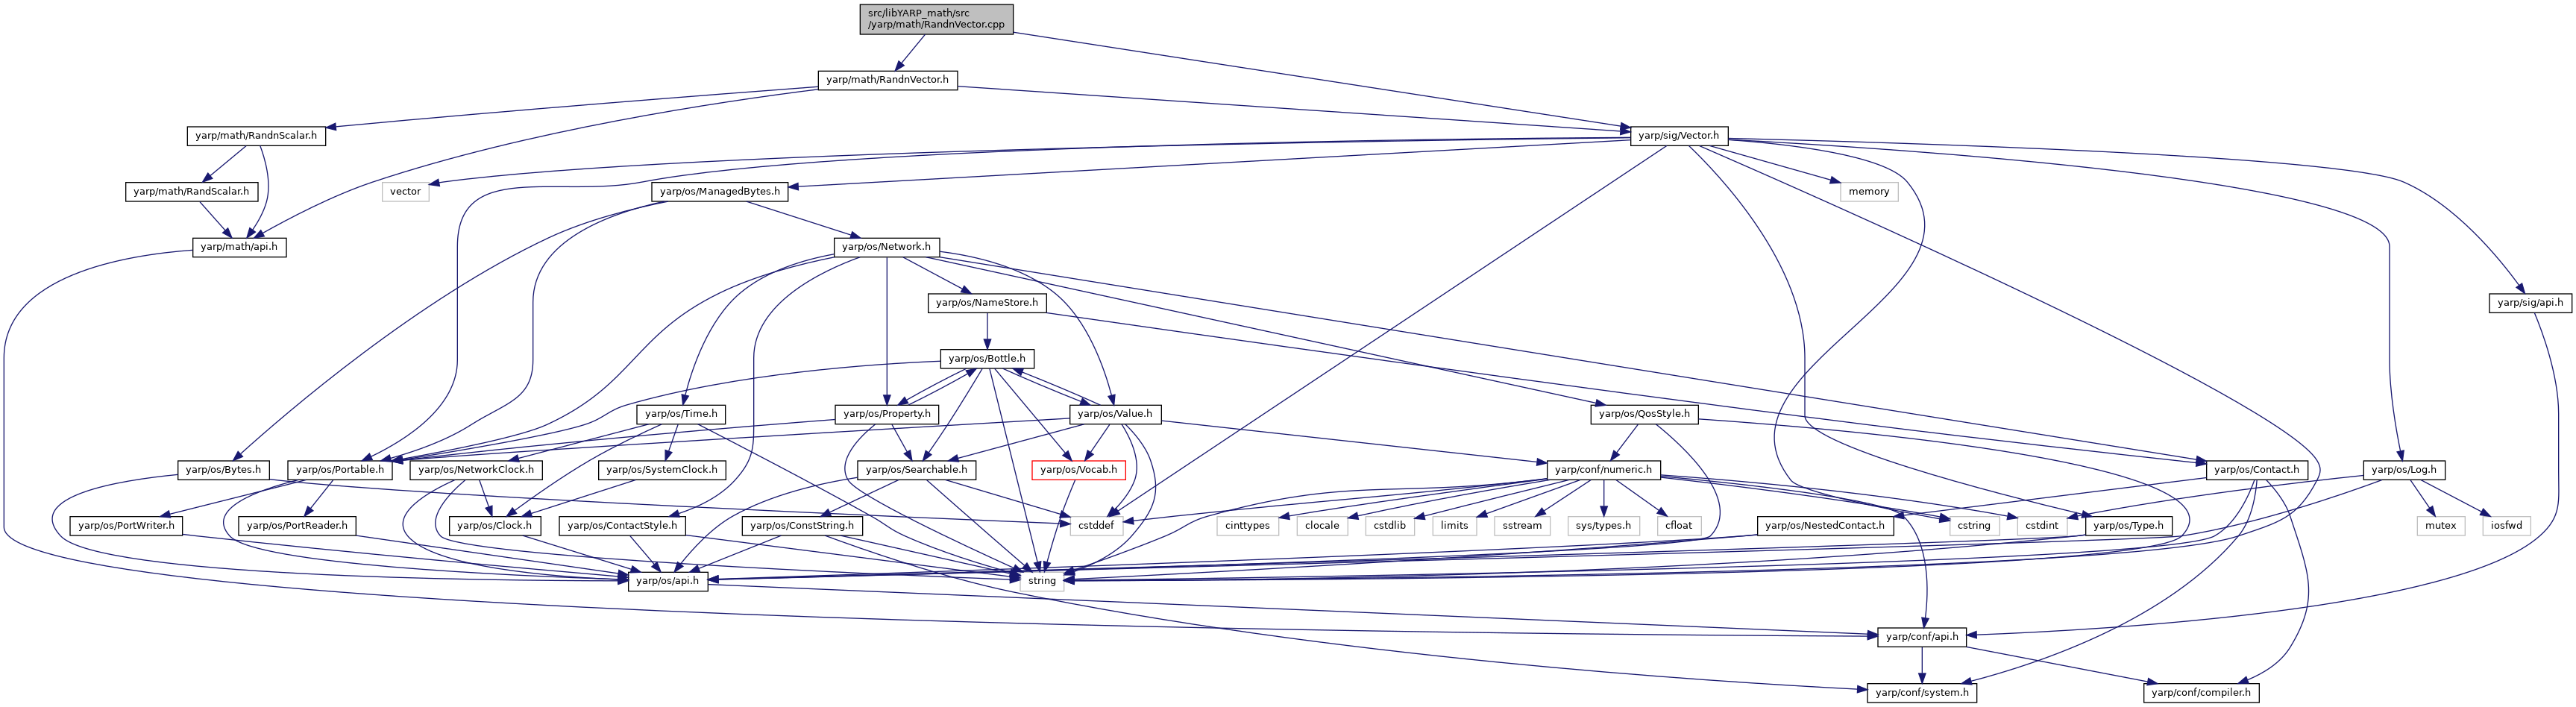 src/libYARP_math/src
/yarp/math/RandnVector.cpp
yarp/math/RandnVector.h
yarp/math/RandnScalar.h
yarp/sig/Vector.h
yarp/math/RandScalar.h
vector
yarp/os/ManagedBytes.h
memory
yarp/math/api.h
yarp/os/Network.h
yarp/os/NameStore.h
yarp/sig/api.h
yarp/os/Bottle.h
yarp/os/Time.h
yarp/os/Property.h
yarp/os/Value.h
yarp/os/QosStyle.h
yarp/os/Bytes.h
yarp/os/Portable.h
yarp/os/NetworkClock.h
yarp/os/SystemClock.h
yarp/os/Searchable.h
yarp/os/Vocab.h
yarp/conf/numeric.h
yarp/os/Contact.h
yarp/os/Log.h
yarp/os/PortWriter.h
yarp/os/PortReader.h
yarp/os/Clock.h
yarp/os/ContactStyle.h
yarp/os/ConstString.h
cstddef
cinttypes
clocale
cstdlib
limits
sstream
sys/types.h
cfloat
yarp/os/NestedContact.h
cstring
cstdint
yarp/os/Type.h
mutex
iosfwd
yarp/os/api.h
string
yarp/conf/api.h
yarp/conf/system.h
yarp/conf/compiler.h